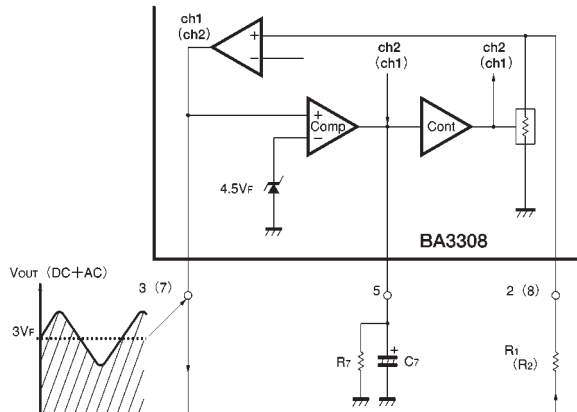 ch1
(ch2)
+
−
ch2
(ch1)
ch2
(ch1)
+
Comp
−
Cont
4.5VF
BA3308
VOUT (DC+AC)
3 (7)
5
2 (8)
3VF
R7
+
C7
R1
(R2)